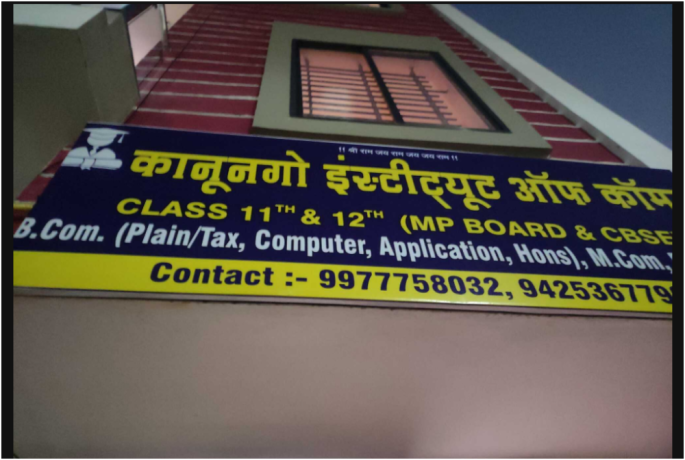 !! श्री राम जय राम जय जय राम !!
कानूनगो इंस्टीट्यूट ऑफ कॉम
CLASS 11TH & 12TH (MP BOARD & CBSE
B.Com. (Plain/Tax, Computer, Application, Hons), M.Com,
Contact :- 9977758032, 942536779